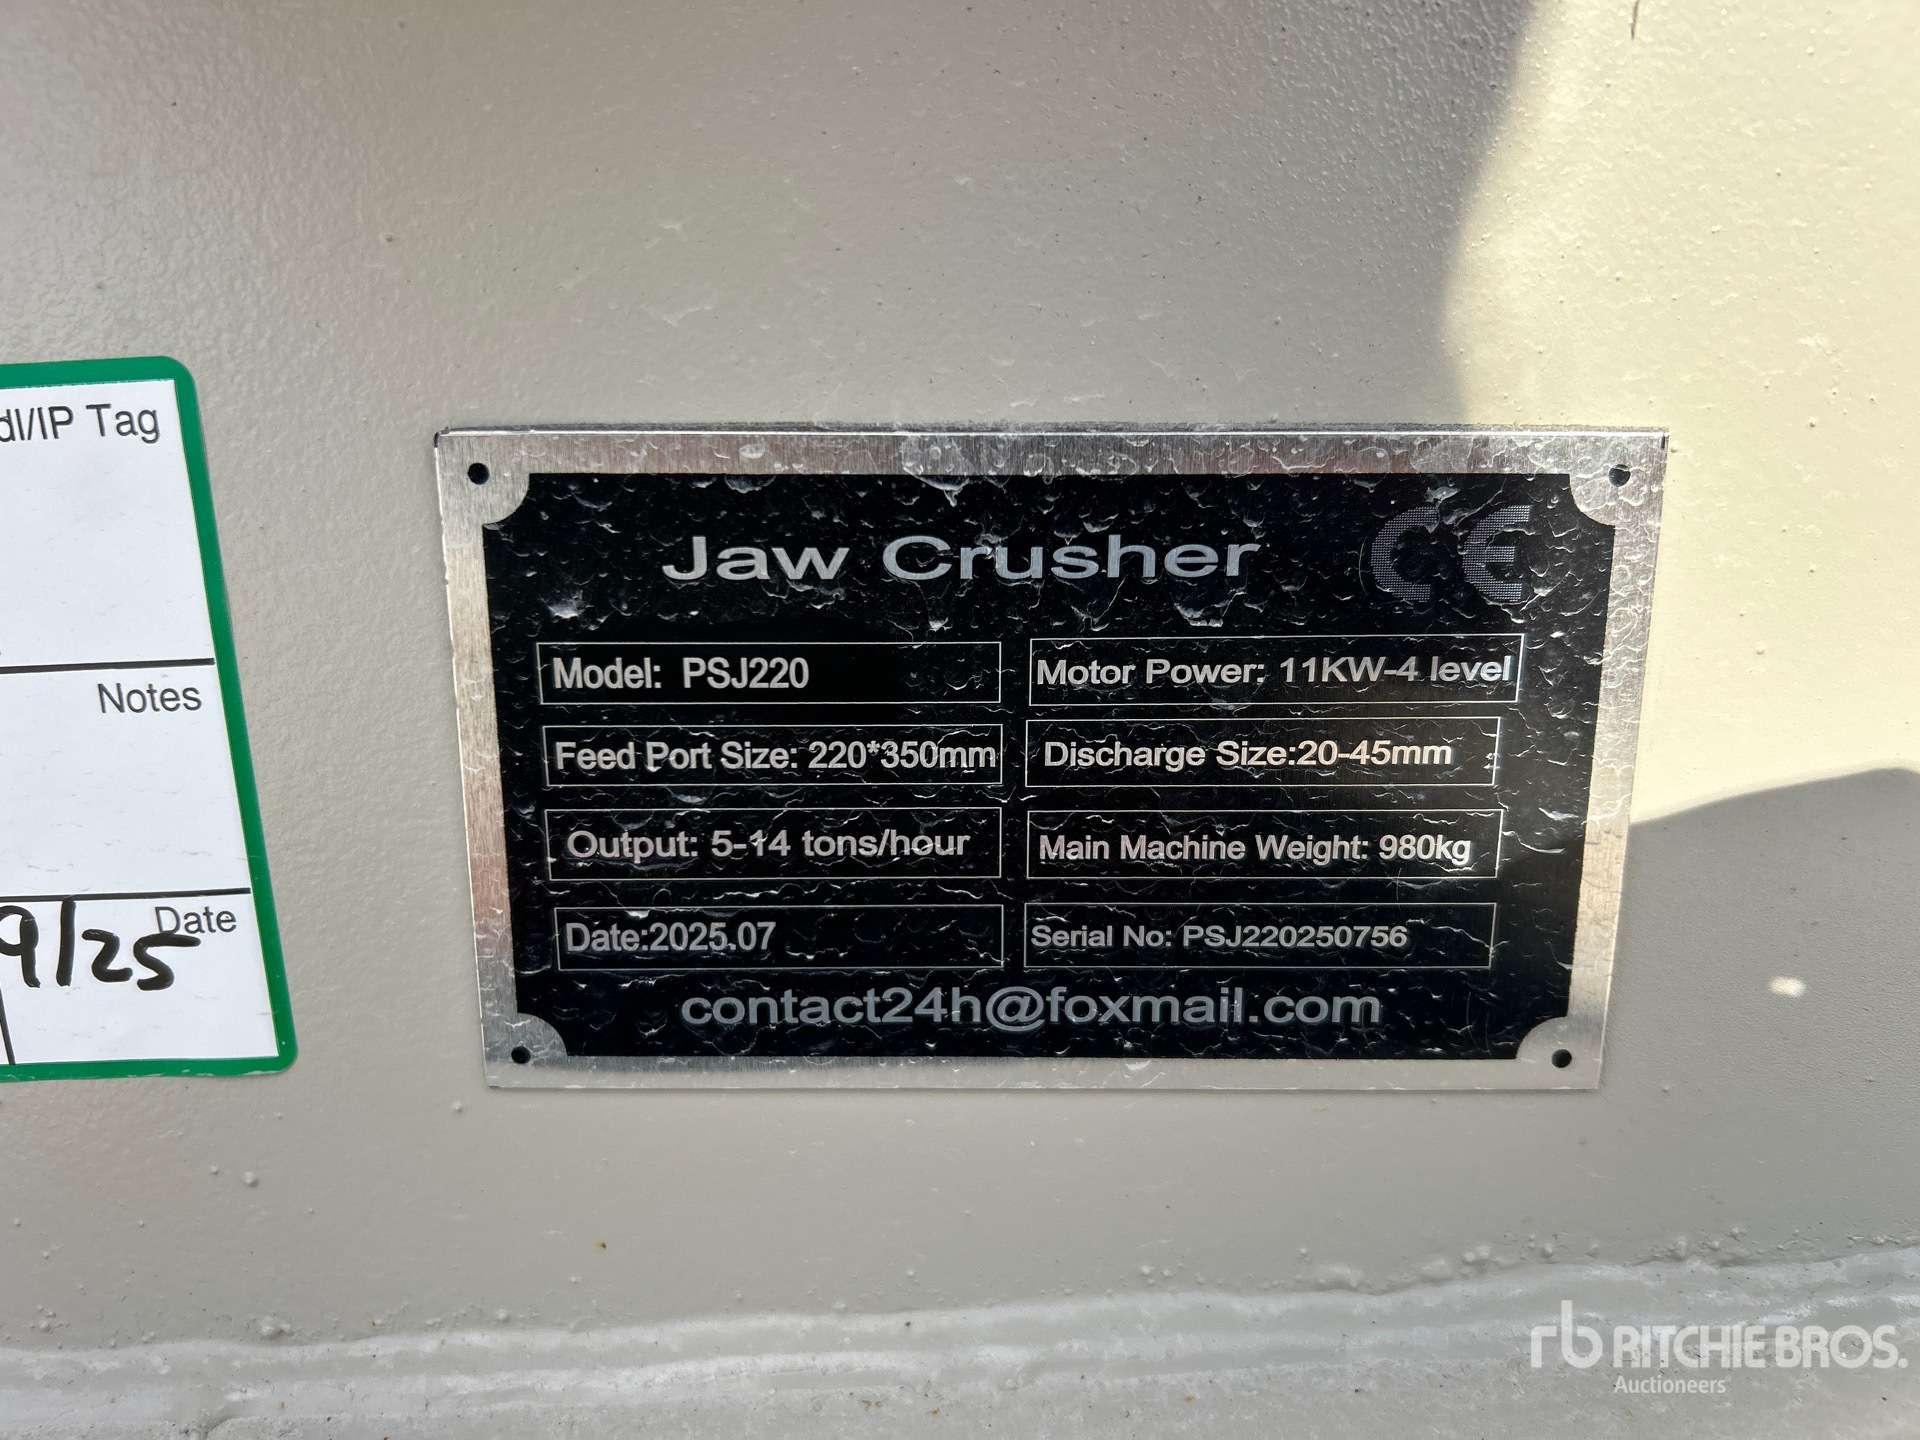 dl/IP Tag
Notes
Date
9/25
Jaw Crusher CE
Model: PSJ220
Motor Power: 11KW-4 level
Feed Port Size: 220*350mm
Discharge Size:20-45mm
Output: 5-14 tons/hour
Main Machine Weight: 980kg
Date:2025.07
Serial No: PSJ220250756
contact24h@foxmail.com
rb RITCHIE BROS.
Auctioneers